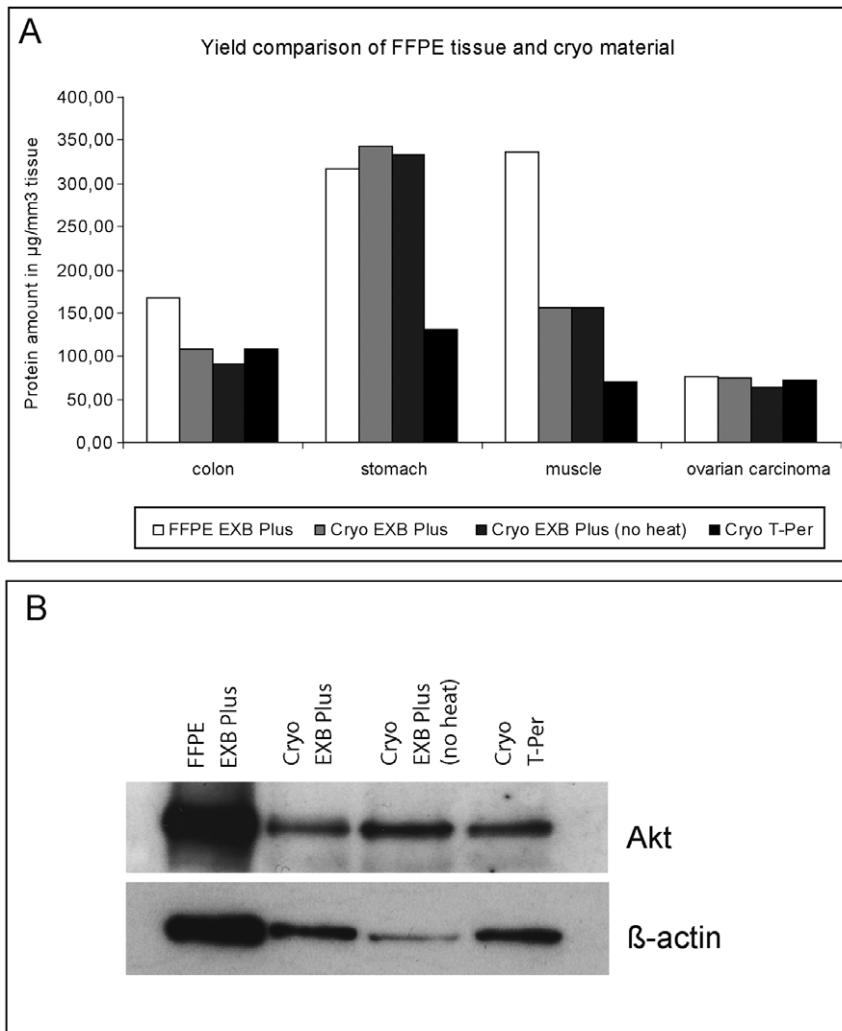 A
Yield comparison of FFPE tissue and cryo material
Protein amount in µg/mm3 tissue
400,00
350,00
300,00
250,00
200,00
150,00
100,00
50,00
0,00
colon stomach muscle ovarian carcinoma
FFPE EXB Plus Cryo EXB Plus Cryo EXB Plus (no heat) Cryo T-Per
B
FFPE
EXB Plus
Cryo
EXB Plus
Cryo
EXB Plus
(no heat)
Cryo
T-Per
Akt
ß-actin